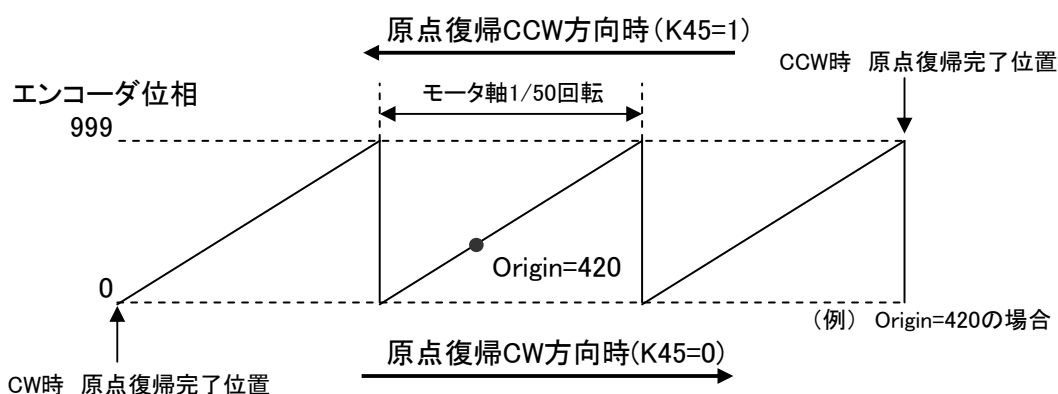 原点復帰CCW方向時(K45=1)
CCW時 原点復帰完了位置
エンコーダ位相
モータ軸1/50回転
999
Origin=420
0
(例) Origin=420の場合
原点復帰CW方向時(K45=0)
CW時 原点復帰完了位置